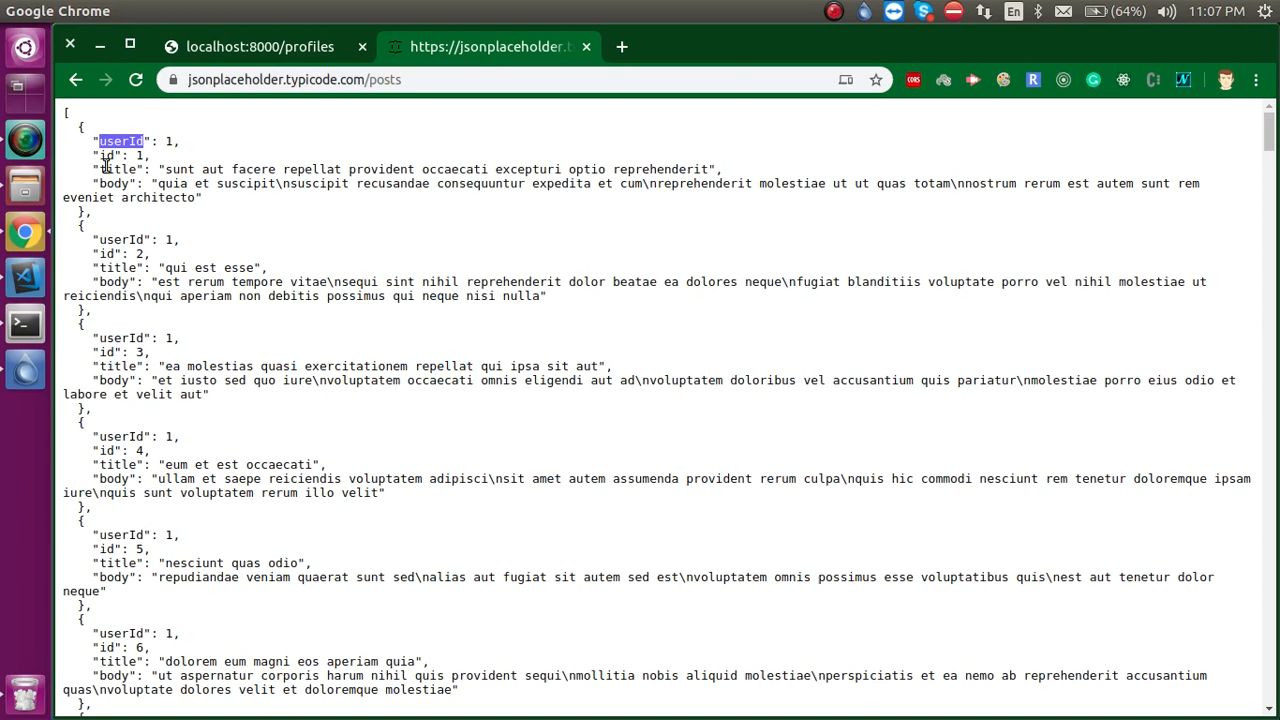 Google Chrome
En
(64%)
11:07 PM
localhost:8000/profiles
https://jsonplaceholder.t
jsonplaceholder.typicode.com/posts
CORS
R
G
C
N
[
  {
    "userId": 1,
    "id": 1,
    "title": "sunt aut facere repellat provident occaecati excepturi optio reprehenderit",
    "body": "quia et suscipit\nsuscipit recusandae consequuntur expedita et cum\nreprehenderit molestiae ut ut quas totam\nnostrum rerum est autem sunt rem
eveniet architecto"
  },
  {
    "userId": 1,
    "id": 2,
    "title": "qui est esse",
    "body": "est rerum tempore vitae\nsequi sint nihil reprehenderit dolor beatae ea dolores neque\nfugiat blanditiis voluptate porro vel nihil molestiae ut
reiciendis\nqui aperiam non debitis possimus qui neque nisi nulla"
  },
  {
    "userId": 1,
    "id": 3,
    "title": "ea molestias quasi exercitationem repellat qui ipsa sit aut",
    "body": "et iusto sed quo iure\nvoluptatem occaecati omnis eligendi aut ad\nvoluptatem doloribus vel accusantium quis pariatur\nmolestiae porro eius odio et
labore et velit aut"
  },
  {
    "userId": 1,
    "id": 4,
    "title": "eum et est occaecati",
    "body": "ullam et saepe reiciendis voluptatem adipisci\nsit amet autem assumenda provident rerum culpa\nquis hic commodi nesciunt rem tenetur doloremque ipsam
iure\nquis sunt voluptatem rerum illo velit"
  },
  {
    "userId": 1,
    "id": 5,
    "title": "nesciunt quas odio",
    "body": "repudiandae veniam quaerat sunt sed\nalias aut fugiat sit autem sed est\nvoluptatem omnis possimus esse voluptatibus quis\nest aut tenetur dolor
neque"
  },
  {
    "userId": 1,
    "id": 6,
    "title": "dolorem eum magni eos aperiam quia",
    "body": "ut aspernatur corporis harum nihil quis provident sequi\nmollitia nobis aliquid molestiae\nperspiciatis et ea nemo ab reprehenderit accusantium
quas\nvoluptate dolores velit et doloremque molestiae"
  },